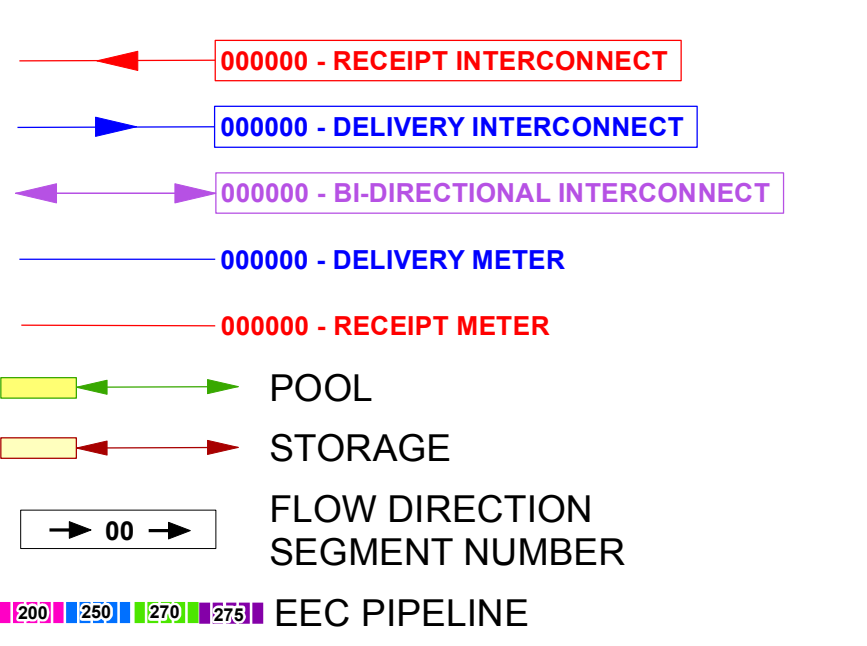 000000 - RECEIPT INTERCONNECT
000000 - DELIVERY INTERCONNECT
000000 - BI-DIRECTIONAL INTERCONNECT
000000 - DELIVERY METER
000000 - RECEIPT METER
POOL
STORAGE
00
FLOW DIRECTION
SEGMENT NUMBER
200 250 270 275 EEC PIPELINE